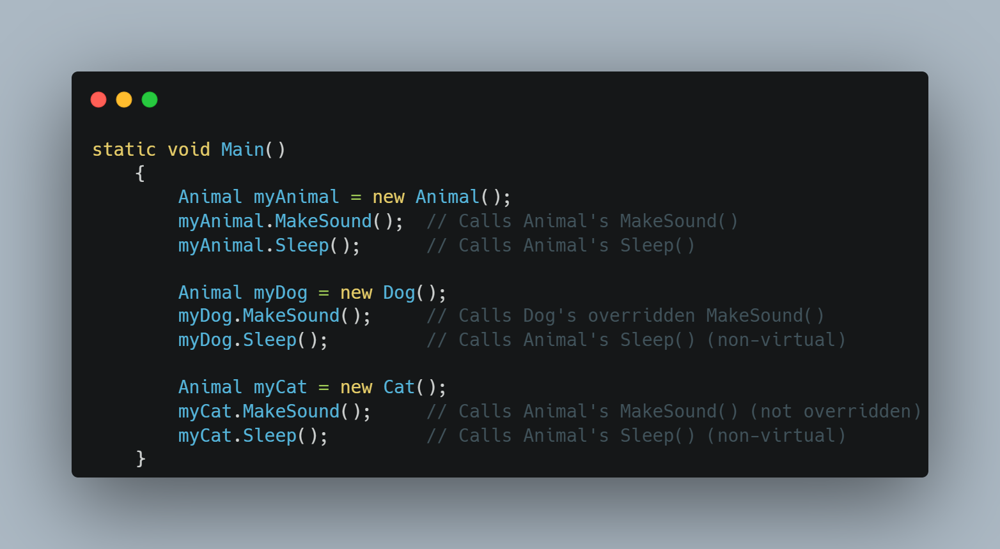 static void Main()
    {
        Animal myAnimal = new Animal();
        myAnimal.MakeSound();  // Calls Animal's MakeSound()
        myAnimal.Sleep();      // Calls Animal's Sleep()

        Animal myDog = new Dog();
        myDog.MakeSound();     // Calls Dog's overridden MakeSound()
        myDog.Sleep();         // Calls Animal's Sleep() (non-virtual)

        Animal myCat = new Cat();
        myCat.MakeSound();     // Calls Animal's MakeSound() (not overridden)
        myCat.Sleep();         // Calls Animal's Sleep() (non-virtual)
    }